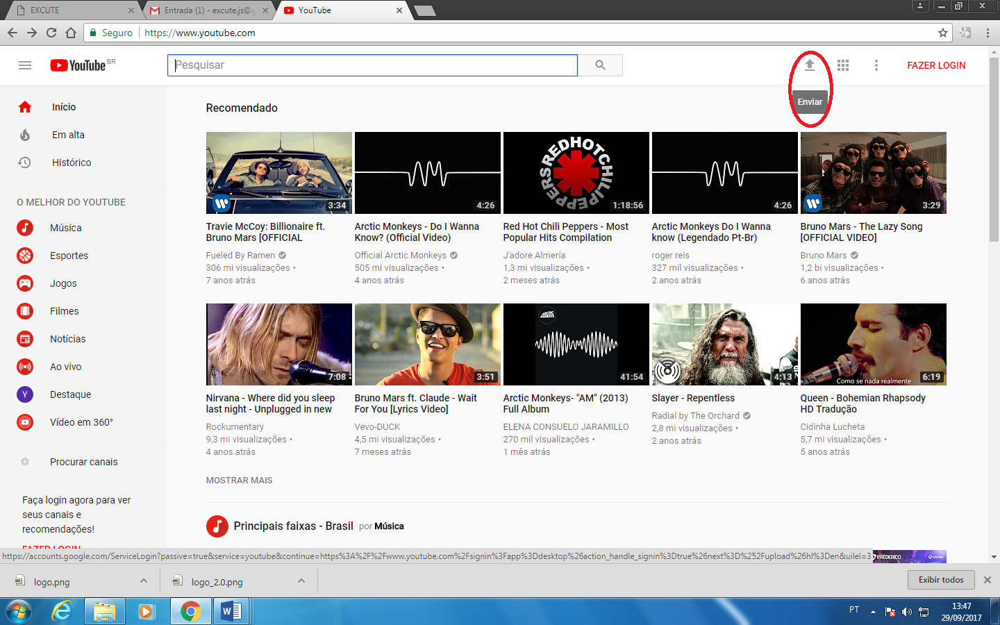 EXCUTE
Entrada (1) - excute.js@g
YouTube
Seguro
https://www.youtube.com
YouTube BR
Pesquisar
FAZER LOGIN
Enviar
Início
Em alta
Histórico
O MELHOR DO YOUTUBE
Música
Esportes
Jogos
Filmes
Notícias
Ao vivo
Destaque
Vídeo em 360°
Procurar canais
Faça login agora para ver
seus canais e
recomendações!
FAZER LOGIN
Recomendado
3:34
Travie McCoy: Billionaire ft.
Bruno Mars [OFFICIAL
Fueled By Ramen
306 mi visualizações •
7 anos atrás
4:26
Arctic Monkeys - Do I Wanna
Know? (Official Video)
Official Arctic Monkeys
505 mi visualizações •
4 anos atrás
RED HOT CHILI PEPPERS
1:18:56
Red Hot Chili Peppers - Most
Popular Hits Compilation
J'adore Almería
1,3 mi visualizações •
2 meses atrás
4:26
Arctic Monkeys Do I Wanna
know (Legendado Pt-Br)
roger reis
327 mil visualizações •
2 anos atrás
3:29
Bruno Mars - The Lazy Song
[OFFICIAL VIDEO]
Bruno Mars
1,2 bi visualizações •
6 anos atrás
7:08
Nirvana - Where did you sleep
last night - Unplugged in new
Rockumentary
9,3 mi visualizações •
4 anos atrás
3:51
Bruno Mars ft. Claude - Wait
For You [Lyrics Video]
Vevo-DUCK
4,5 mi visualizações •
7 meses atrás
ARCTIC
MONKEYS
41:54
Arctic Monkeys- "AM" (2013)
Full Album
ELENA CONSUELO JARAMILLO
270 mil visualizações •
1 mês atrás
4:13
Slayer - Repentless
Radial by The Orchard
2,8 mi visualizações •
2 anos atrás
Como se nada realmente
6:19
Queen - Bohemian Rhapsody
HD Tradução
Cidinha Lucheta
5,7 mi visualizações •
5 anos atrás
MOSTRAR MAIS
Principais faixas - Brasil por Música
FREDERICO
https://accounts.google.com/ServiceLogin?passive=true&service=youtube&continue=https%3A%2F%2Fwww.youtube.com%2Fsignin%3Fapp%3Ddesktop%26action_handle_signin%3Dtrue%26next%3D%252Fupload%26hl%3Den&uilel=3
logo.png
logo_2.0.png
Exibir todos
PT
13:47
29/09/2017